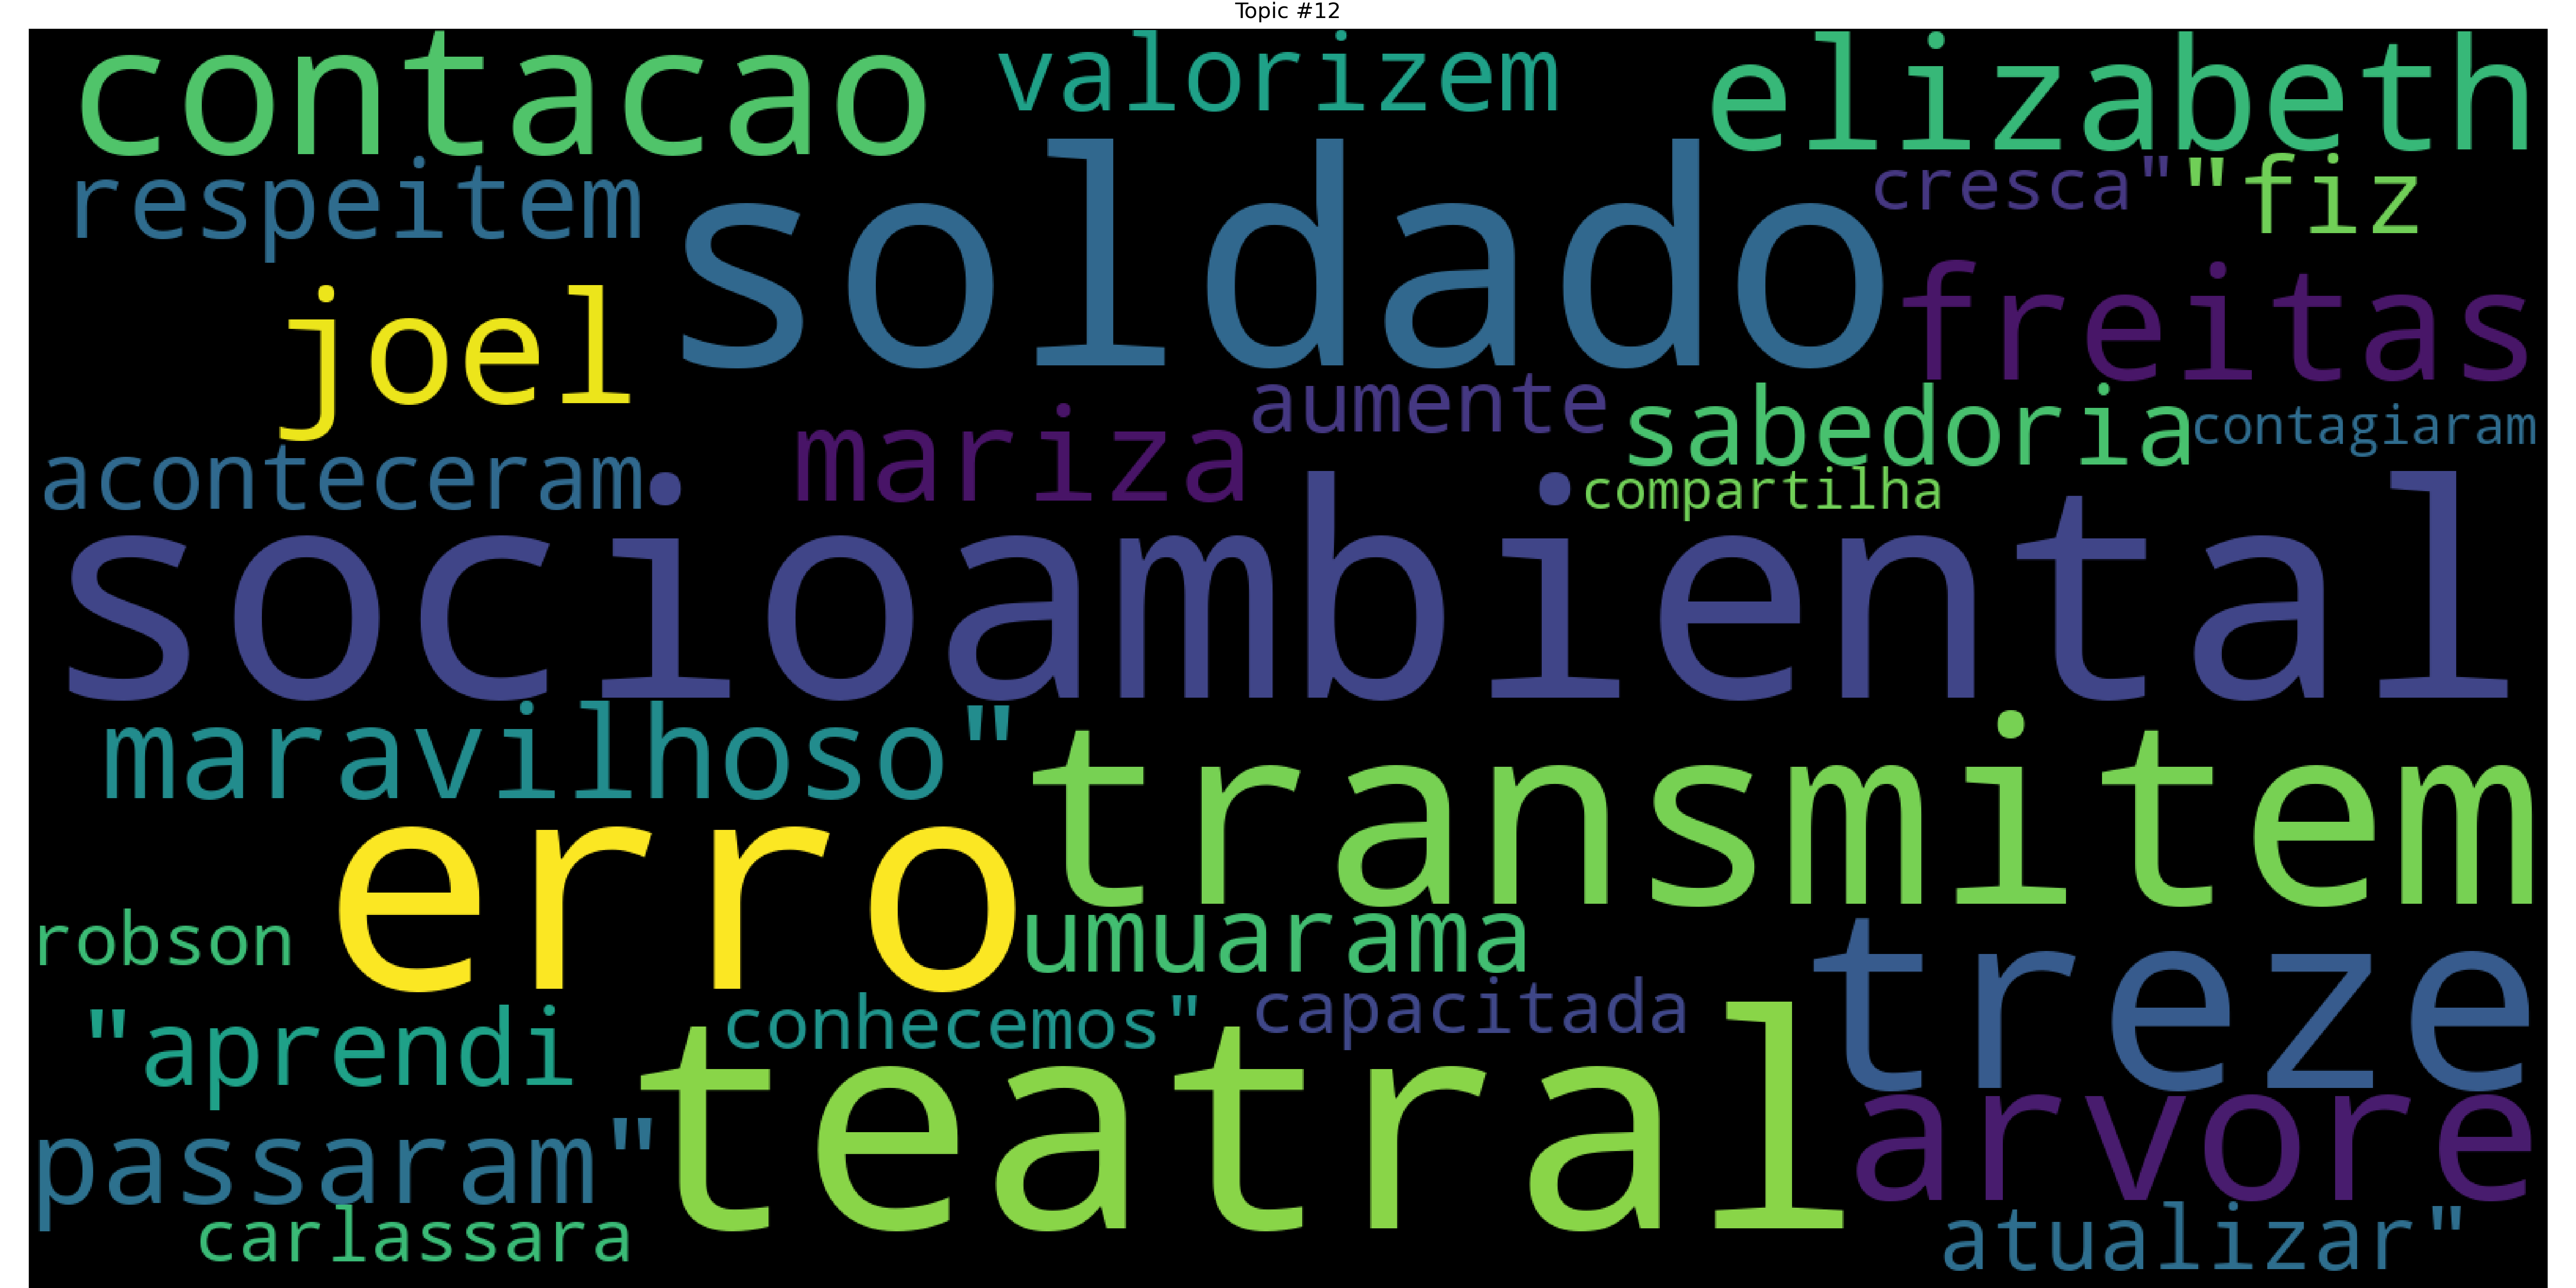 Topic #12
contacao valorizem elizabeth
respeitem soldado cresca" "fiz
joel freitas
aumente sabedoria contagiaram
aconteceram mariza compartilha
socioambiental
maravilhoso" transmitem
erro
robson umuarama treze
"aprendi conhecemos" capacitada
passaram" teatral arvore
carlassara atualizar"